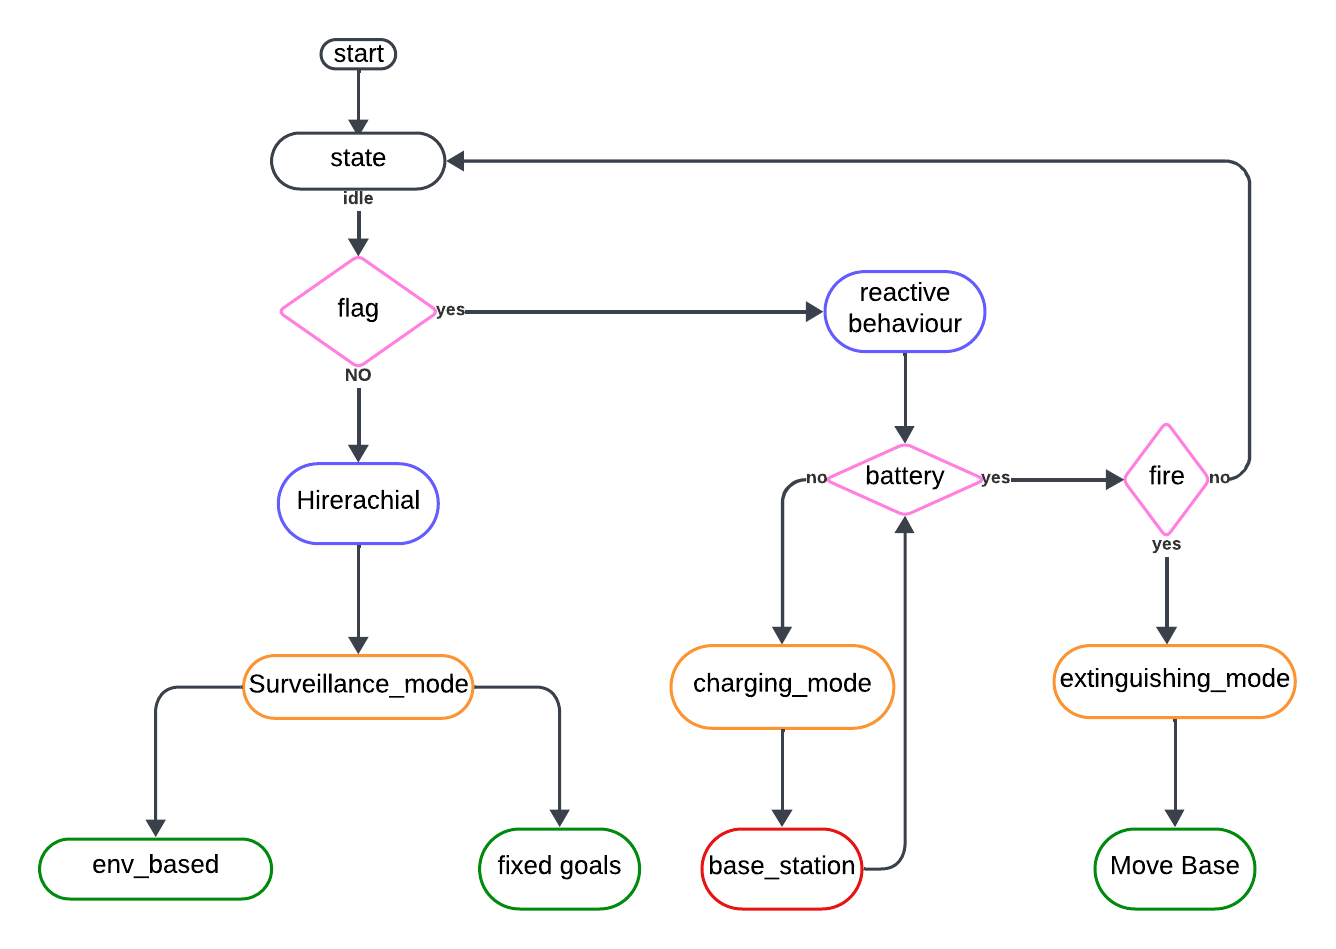 start
state
idle
flag
yes
reactive
behaviour
NO
Hirerachial
no
battery
yes
fire
no
yes
Surveillance_mode
charging_mode
extinguishing_mode
env_based
fixed goals
base_station
Move Base